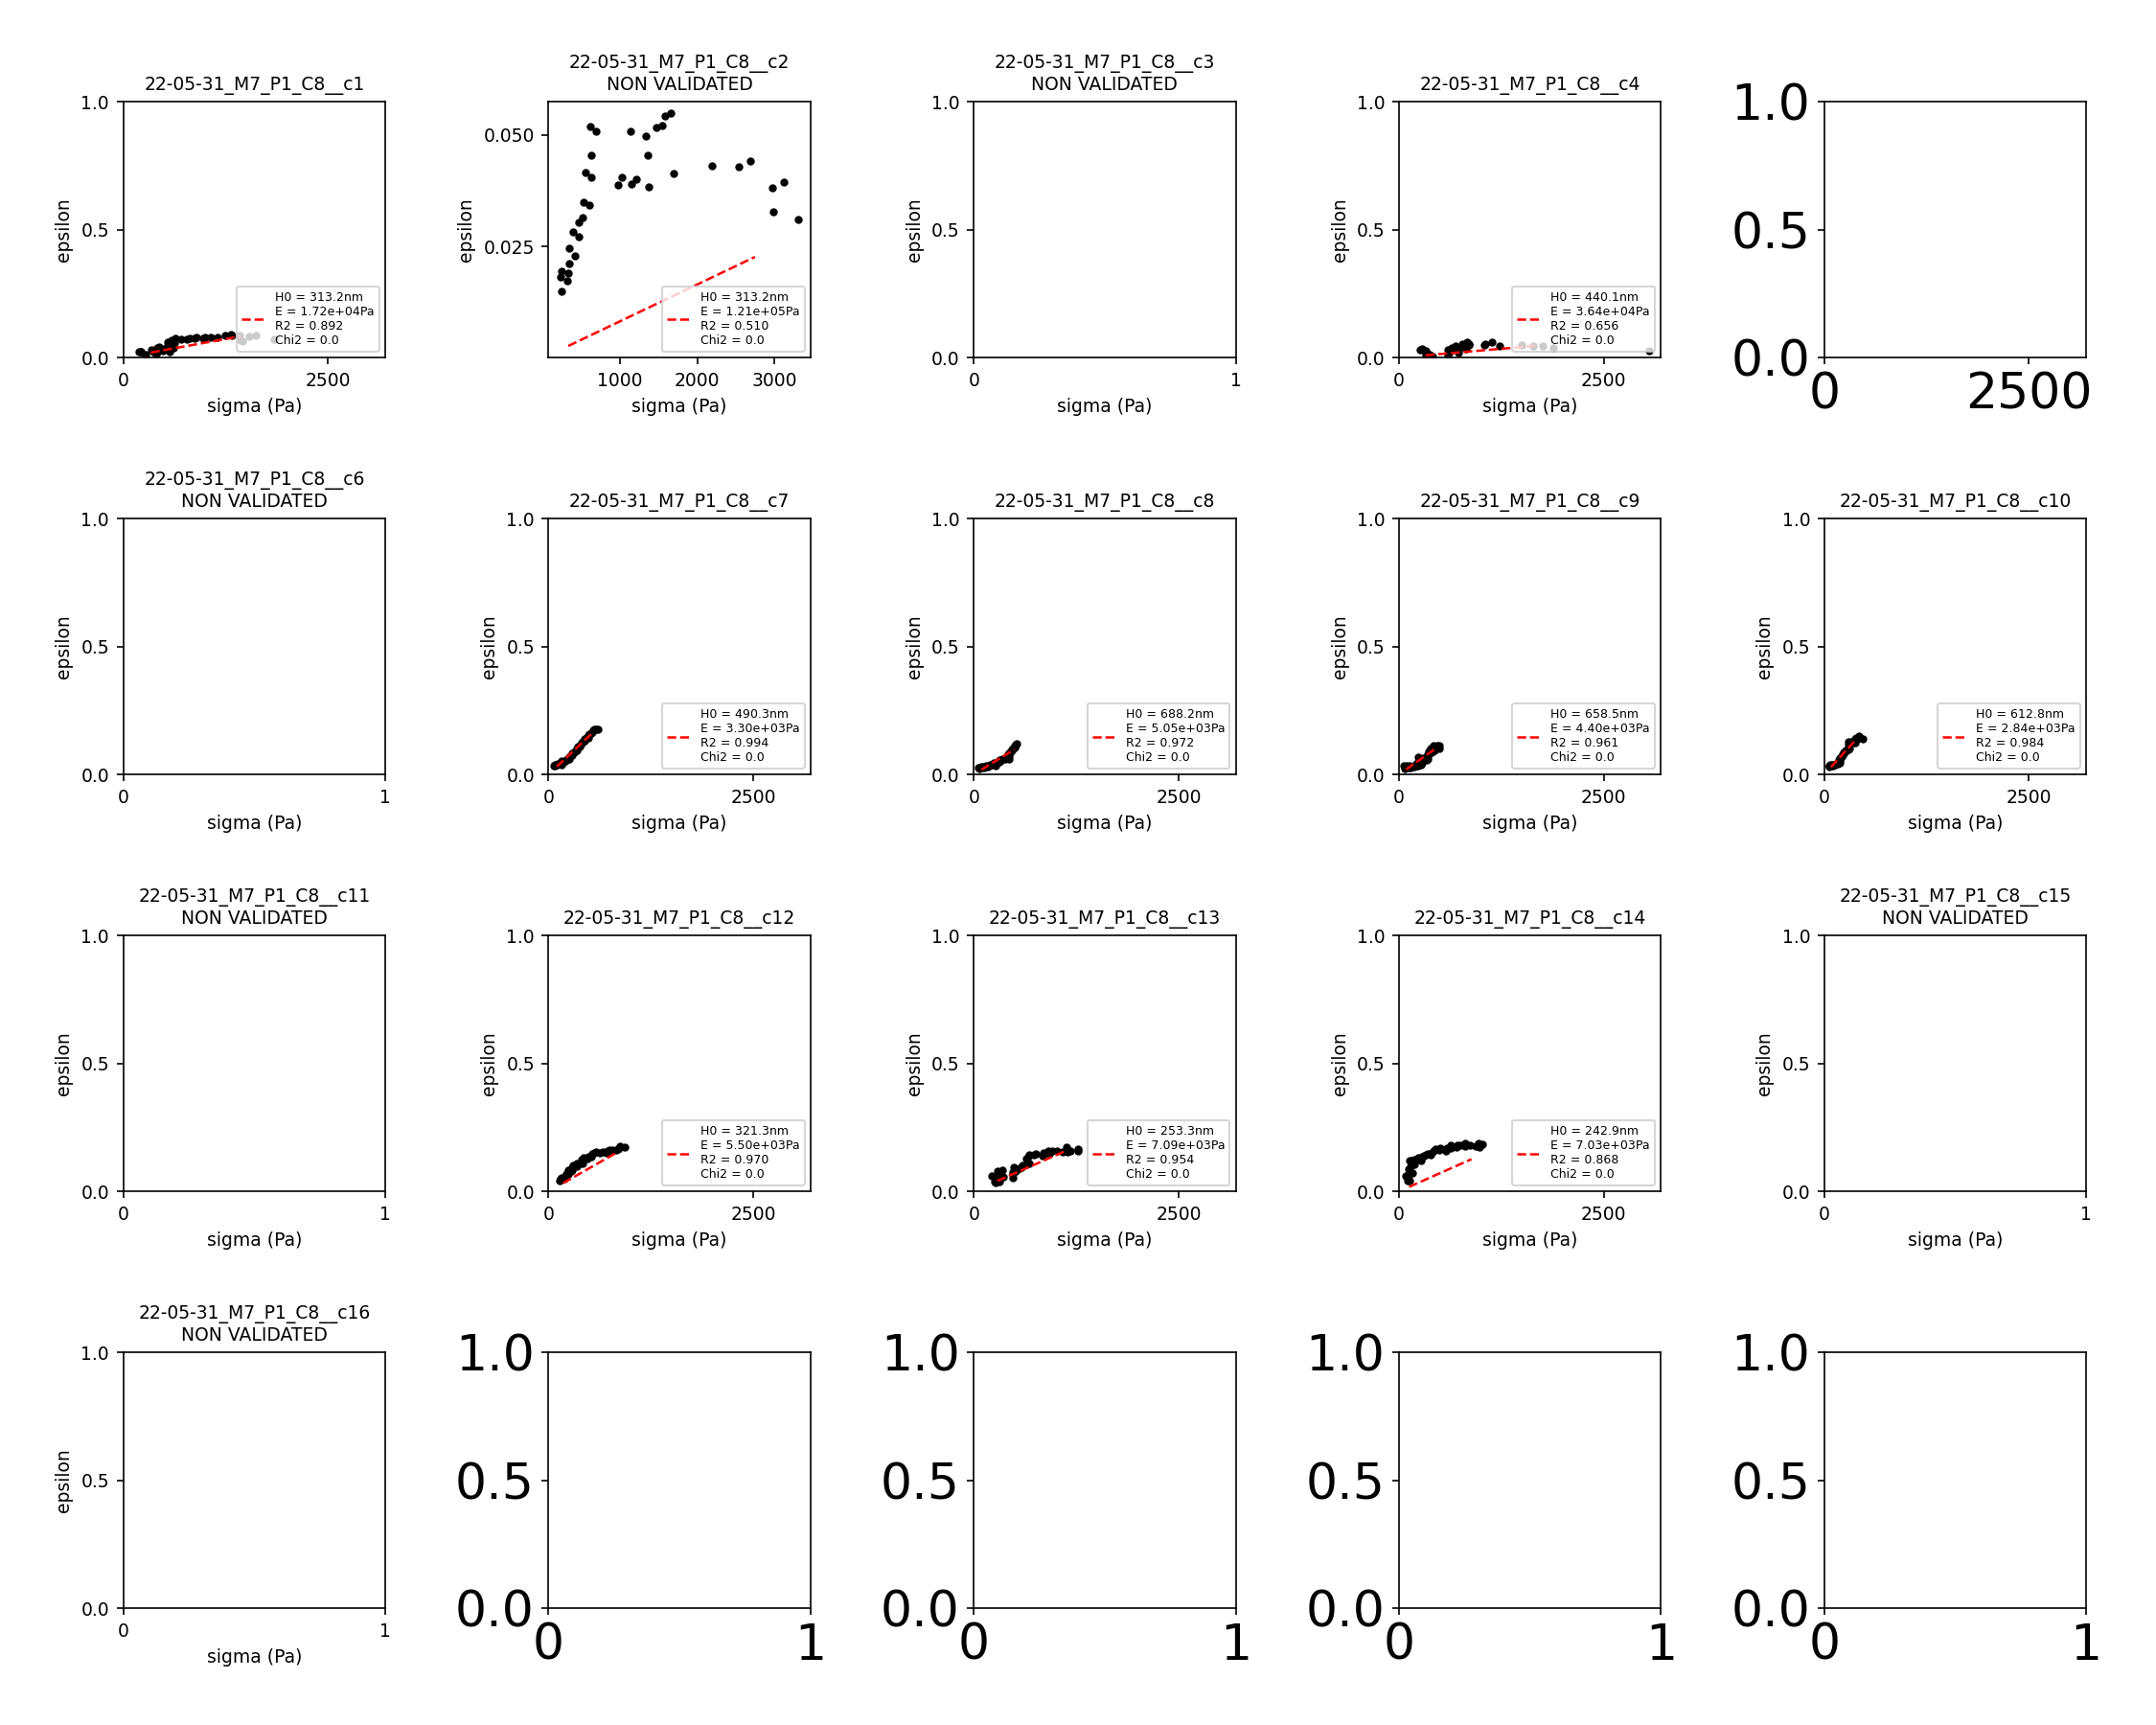 22-05-31_M7_P1_C8__c1
1.0
0.5
0.0
epsilon
H0 = 313.2nm
E = 1.72e+04Pa
R2 = 0.892
Chi2 = 0.0
0 2500
sigma (Pa)
22-05-31_M7_P1_C8__c2
NON VALIDATED
0.050
0.025
epsilon
H0 = 313.2nm
E = 1.21e+05Pa
R2 = 0.510
Chi2 = 0.0
1000 2000 3000
sigma (Pa)
22-05-31_M7_P1_C8__c3
NON VALIDATED
1.0
0.5
0.0
epsilon
0 1
sigma (Pa)
22-05-31_M7_P1_C8__c4
1.0
0.5
0.0
epsilon
H0 = 440.1nm
E = 3.64e+04Pa
R2 = 0.656
Chi2 = 0.0
0 2500
sigma (Pa)
1.0
0.5
0.0
0 2500
22-05-31_M7_P1_C8__c6
NON VALIDATED
1.0
0.5
0.0
epsilon
0 1
sigma (Pa)
22-05-31_M7_P1_C8__c7
1.0
0.5
0.0
epsilon
H0 = 490.3nm
E = 3.30e+03Pa
R2 = 0.994
Chi2 = 0.0
0 2500
sigma (Pa)
22-05-31_M7_P1_C8__c8
1.0
0.5
0.0
epsilon
H0 = 688.2nm
E = 5.05e+03Pa
R2 = 0.972
Chi2 = 0.0
0 2500
sigma (Pa)
22-05-31_M7_P1_C8__c9
1.0
0.5
0.0
epsilon
H0 = 658.5nm
E = 4.40e+03Pa
R2 = 0.961
Chi2 = 0.0
0 2500
sigma (Pa)
22-05-31_M7_P1_C8__c10
1.0
0.5
0.0
epsilon
H0 = 612.8nm
E = 2.84e+03Pa
R2 = 0.984
Chi2 = 0.0
0 2500
sigma (Pa)
22-05-31_M7_P1_C8__c11
NON VALIDATED
1.0
0.5
0.0
epsilon
0 1
sigma (Pa)
22-05-31_M7_P1_C8__c12
1.0
0.5
0.0
epsilon
H0 = 321.3nm
E = 5.50e+03Pa
R2 = 0.970
Chi2 = 0.0
0 2500
sigma (Pa)
22-05-31_M7_P1_C8__c13
1.0
0.5
0.0
epsilon
H0 = 253.3nm
E = 7.09e+03Pa
R2 = 0.954
Chi2 = 0.0
0 2500
sigma (Pa)
22-05-31_M7_P1_C8__c14
1.0
0.5
0.0
epsilon
H0 = 242.9nm
E = 7.03e+03Pa
R2 = 0.868
Chi2 = 0.0
0 2500
sigma (Pa)
22-05-31_M7_P1_C8__c15
NON VALIDATED
1.0
0.5
0.0
epsilon
0 1
sigma (Pa)
22-05-31_M7_P1_C8__c16
NON VALIDATED
1.0
0.5
0.0
epsilon
0 1
sigma (Pa)
1.0
0.5
0.0
0 1
1.0
0.5
0.0
0 1
1.0
0.5
0.0
0 1
1.0
0.5
0.0
0 1